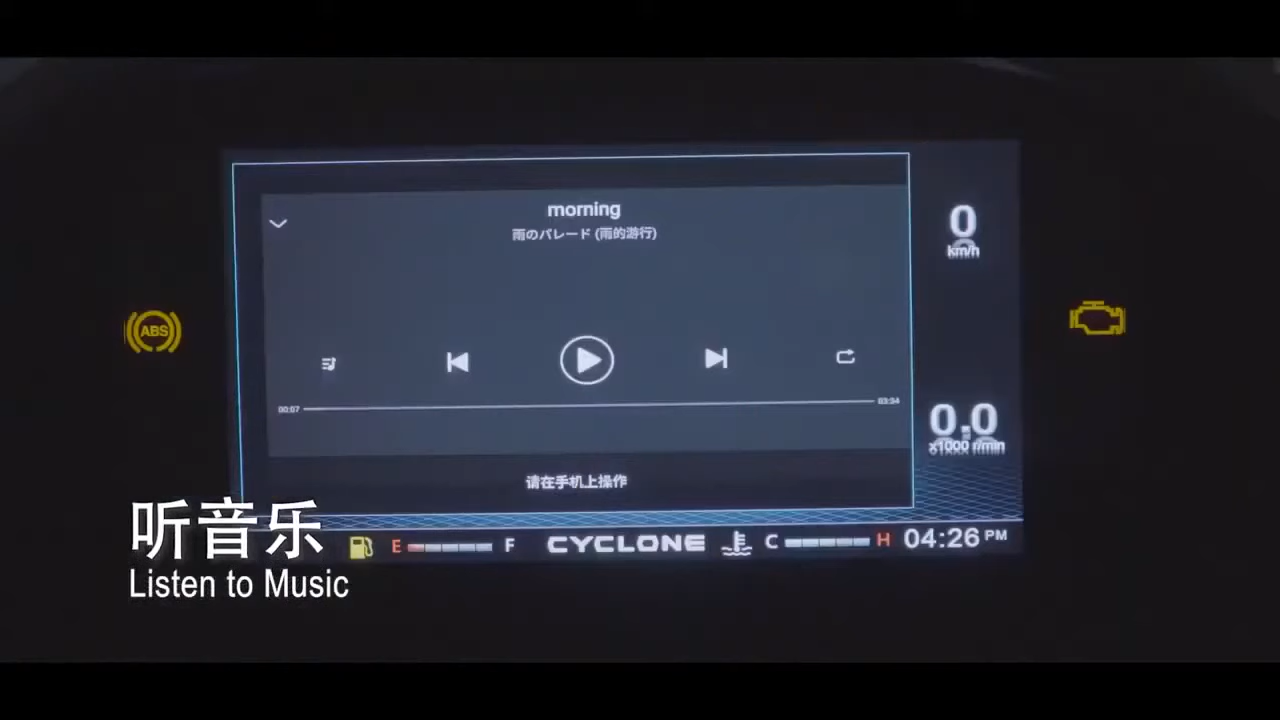 morning
雨のパレード (雨的游行)
0
km/h
ABS
00:07
03:34
0.0
x1000 r/min
请在手机上操作
听音乐
Listen to Music
E
F
CYCLONE
C
H
04:26 PM